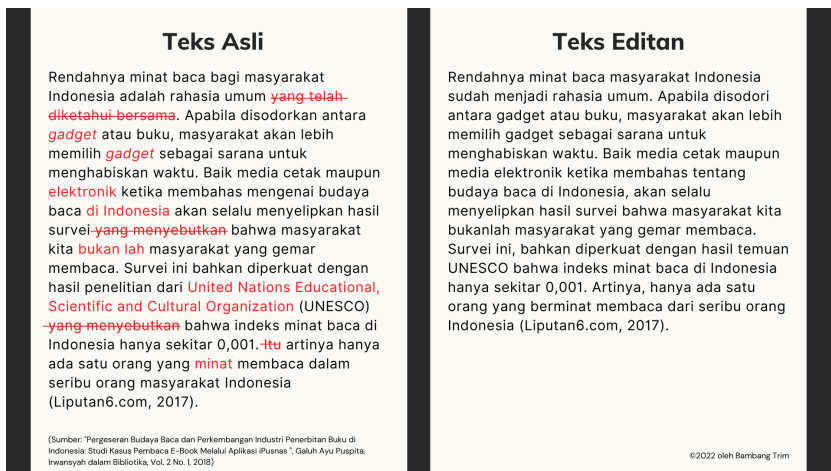 Teks Asli
Rendahnya minat baca bagi masyarakat
Indonesia adalah rahasia umum yang telah
diketahui bersama. Apabila disodorkan antara
gadget atau buku, masyarakat akan lebih
memilih gadget sebagai sarana untuk
menghabiskan waktu. Baik media cetak maupun
elektronik ketika membahas mengenai budaya
baca di Indonesia akan selalu menyelipkan hasil
survei yang menyebutkan bahwa masyarakat
kita bukan lah masyarakat yang gemar
membaca. Survei ini bahkan diperkuat dengan
hasil penelitian dari United Nations Educational,
Scientific and Cultural Organization (UNESCO)
yang menyebutkan bahwa indeks minat baca di
Indonesia hanya sekitar 0,001. Itu artinya hanya
ada satu orang yang minat membaca dalam
seribu orang masyarakat Indonesia
(Liputan6.com, 2017).
(Sumber: "Pergeseran Budaya Baca dan Perkembangan Industri Penerbitan Buku di
Indonesia: Studi Kasus Pembaca E-Book Melalui Aplikasi iPusnas ", Galuh Ayu Puspita,
Irwansyah dalam Bibliotika, Vol. 2 No. 1, 2018)
Teks Editan
Rendahnya minat baca masyarakat Indonesia
sudah menjadi rahasia umum. Apabila disodori
antara gadget atau buku, masyarakat akan lebih
memilih gadget sebagai sarana untuk
menghabiskan waktu. Baik media cetak maupun
media elektronik ketika membahas tentang
budaya baca di Indonesia, akan selalu
menyelipkan hasil survei bahwa masyarakat kita
bukanlah masyarakat yang gemar membaca.
Survei ini, bahkan diperkuat dengan hasil temuan
UNESCO bahwa indeks minat baca di Indonesia
hanya sekitar 0,001. Artinya, hanya ada satu
orang yang berminat membaca dari seribu orang
Indonesia (Liputan6.com, 2017).
©2022 oleh Bambang Trim